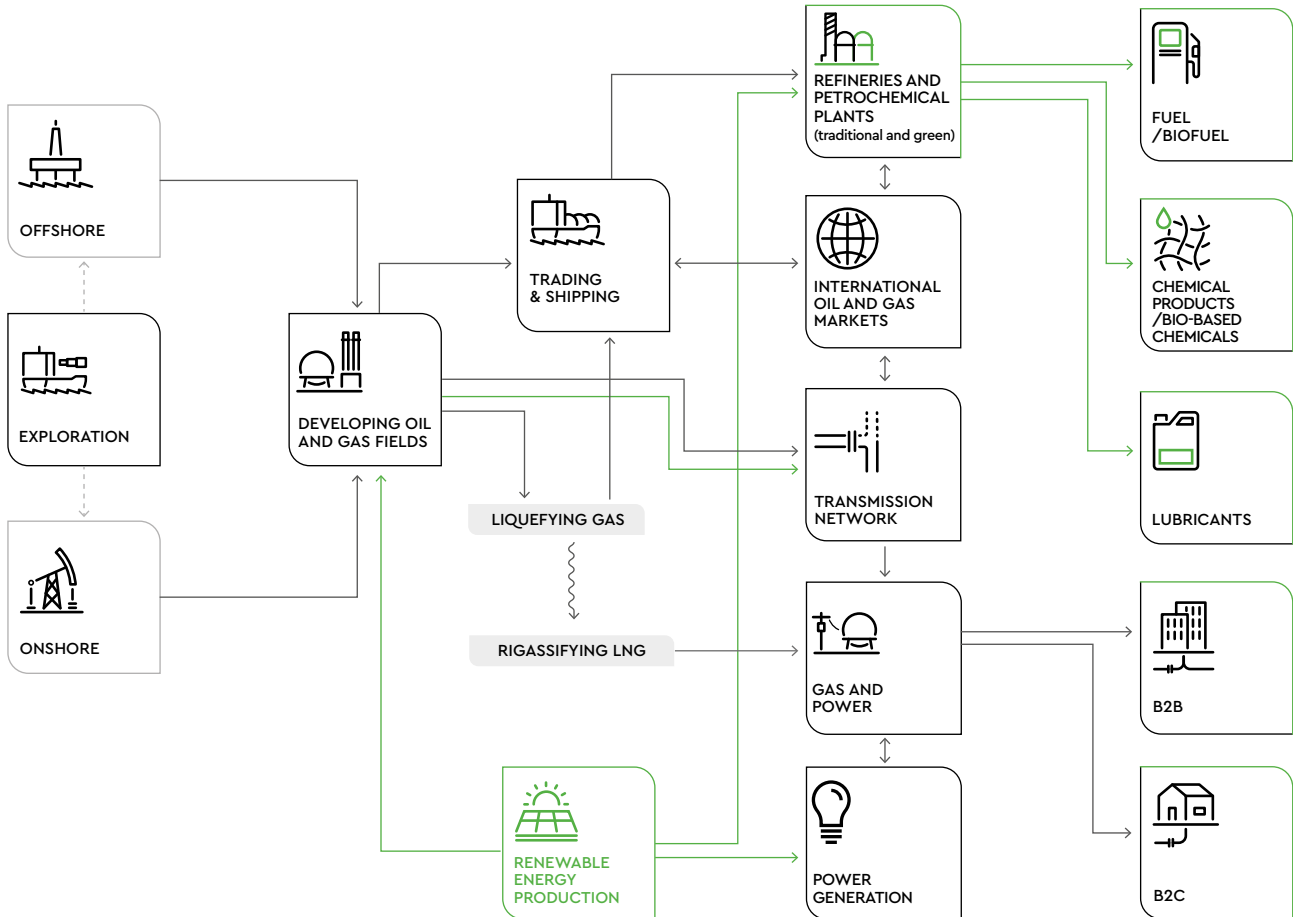 OFFSHORE
EXPLORATION
ONSHORE
DEVELOPING OIL
AND GAS FIELDS
TRADING
& SHIPPING
LIQUEFYING GAS
RIGASSIFYING LNG
RENEWABLE
ENERGY
PRODUCTION
REFINERIES AND
PETROCHEMICAL
PLANTS
(traditional and green)
INTERNATIONAL
OIL AND GAS
MARKETS
TRANSMISSION
NETWORK
GAS AND
POWER
POWER
GENERATION
FUEL
/BIOFUEL
CHEMICAL
PRODUCTS
/BIO-BASED
CHEMICALS
LUBRICANTS
B2B
B2C